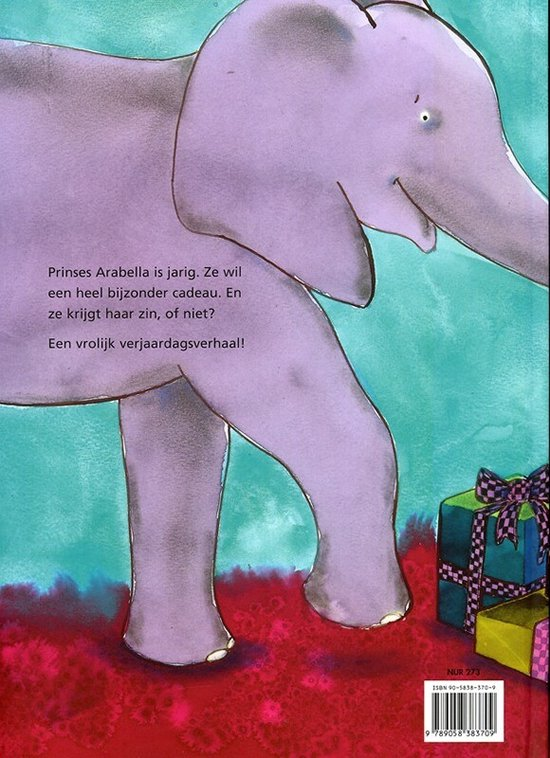 Prinses Arabella is jarig. Ze wil
een heel bijzonder cadeau. En
ze krijgt haar zin, of niet?
Een vrolijk verjaardagsverhaal!
NUR 273
ISBN 90-5838-370-9
9 789058 383709